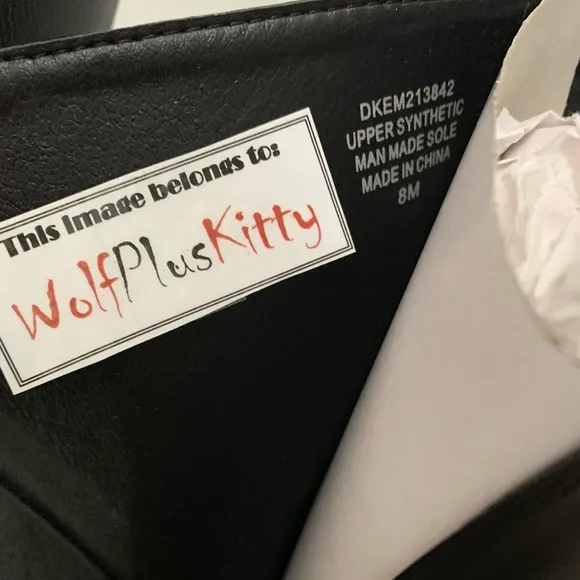 This Image belongs to:
WolfPlusKitty
DKEM213842
UPPER SYNTHETIC
MAN MADE SOLE
MADE IN CHINA
8M